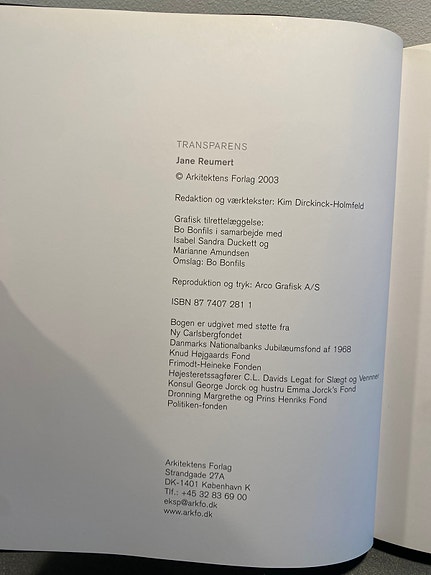 TRANSPARENS
Jane Reumert
© Arkitektens Forlag 2003
Redaktion og værktekster: Kim Dirckinck-Holmfeld
Grafisk tilrettelæggelse:
Bo Bonfils i samarbejde med
Isabel Sandra Duckett og
Marianne Amundsen
Omslag: Bo Bonfils
Reproduktion og tryk: Arco Grafisk A/S
ISBN 87 7407 281 1
Bogen er udgivet med støtte fra
Ny Carlsbergfondet
Danmarks Nationalbanks Jubilæumsfond af 1968
Knud Højgaards Fond
Frimodt-Heineke Fonden
Højesteretssagfører C.L. Davids Legat for Slægt og Venner
Konsul George Jorck og hustru Emma Jorck's Fond
Dronning Margrethe og Prins Henriks Fond
Politiken-fonden
Arkitektens Forlag
Strandgade 27A
DK-1401 København K
Tlf.: +45 32 83 69 00
eksp@arkfo.dk
www.arkfo.dk